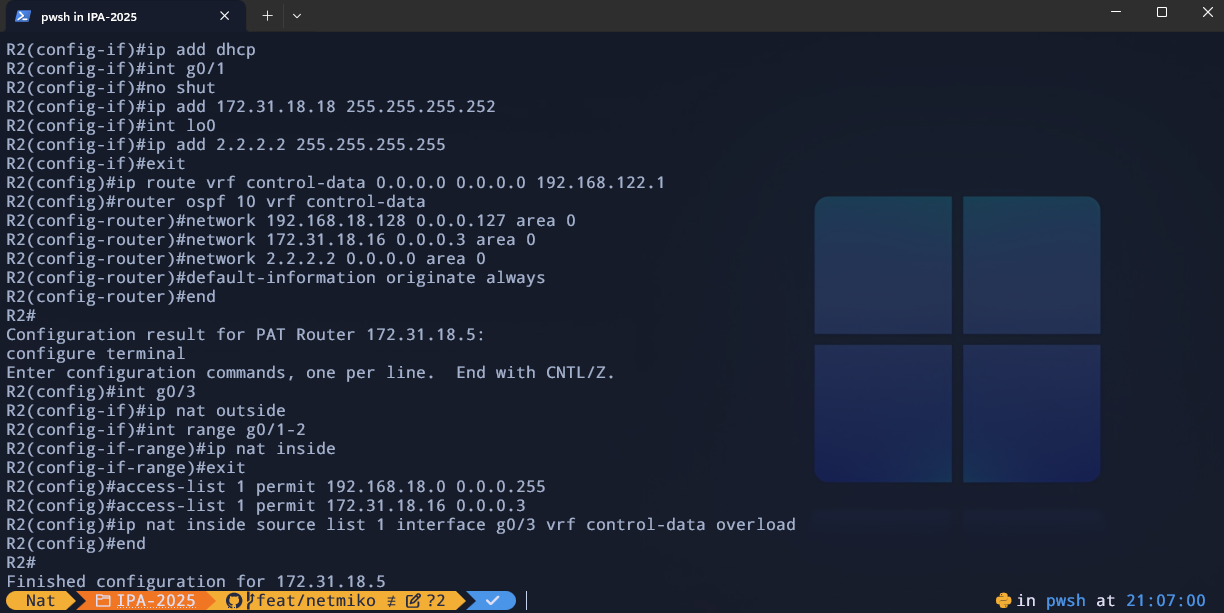 pwsh in IPA-2025
R2(config-if)#ip add dhcp
R2(config-if)#int g0/1
R2(config-if)#no shut
R2(config-if)#ip add 172.31.18.18 255.255.255.252
R2(config-if)#int lo0
R2(config-if)#ip add 2.2.2.2 255.255.255.255
R2(config-if)#exit
R2(config)#ip route vrf control-data 0.0.0.0 0.0.0.0 192.168.122.1
R2(config)#router ospf 10 vrf control-data
R2(config-router)#network 192.168.18.128 0.0.0.127 area 0
R2(config-router)#network 172.31.18.16 0.0.0.3 area 0
R2(config-router)#network 2.2.2.2 0.0.0.0 area 0
R2(config-router)#default-information originate always
R2(config-router)#end
R2#
Configuration result for PAT Router 172.31.18.5:
configure terminal
Enter configuration commands, one per line.  End with CNTL/Z.
R2(config)#int g0/3
R2(config-if)#ip nat outside
R2(config-if)#int range g0/1-2
R2(config-if-range)#ip nat inside
R2(config-if-range)#exit
R2(config)#access-list 1 permit 192.168.18.0 0.0.0.255
R2(config)#access-list 1 permit 172.31.18.16 0.0.0.3
R2(config)#ip nat inside source list 1 interface g0/3 vrf control-data overload
R2(config)#end
R2#
Finished configuration for 172.31.18.5
Nat IPA-2025 feat/netmiko ≢ ?2 in pwsh at 21:07:00